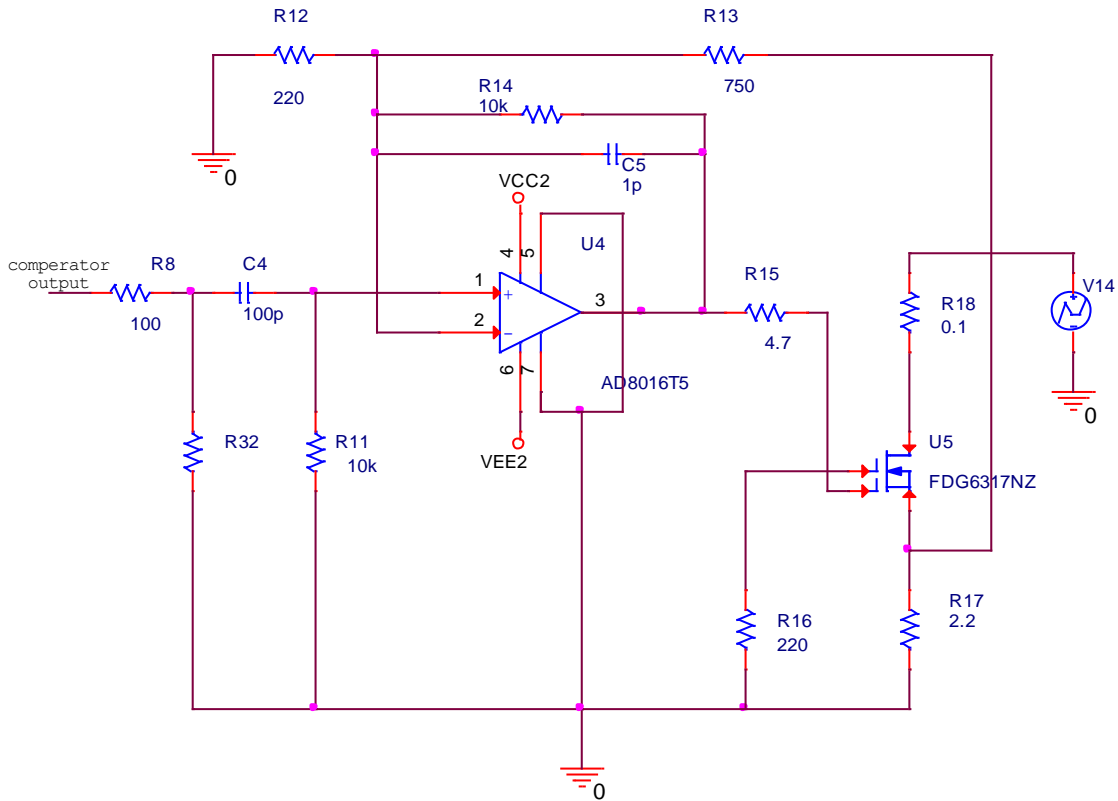 R12
R13
220
750
R14
10k
C5
1p
0
VCC2
4
5
U4
comperator
output
R8
C4
100
100p
1
+
2
−
3
R15
4.7
V14
R18
0.1
6
7
AD8016T5
0
R32
R11
10k
VEE2
U5
FDG6317NZ
R16
220
R17
2.2
0